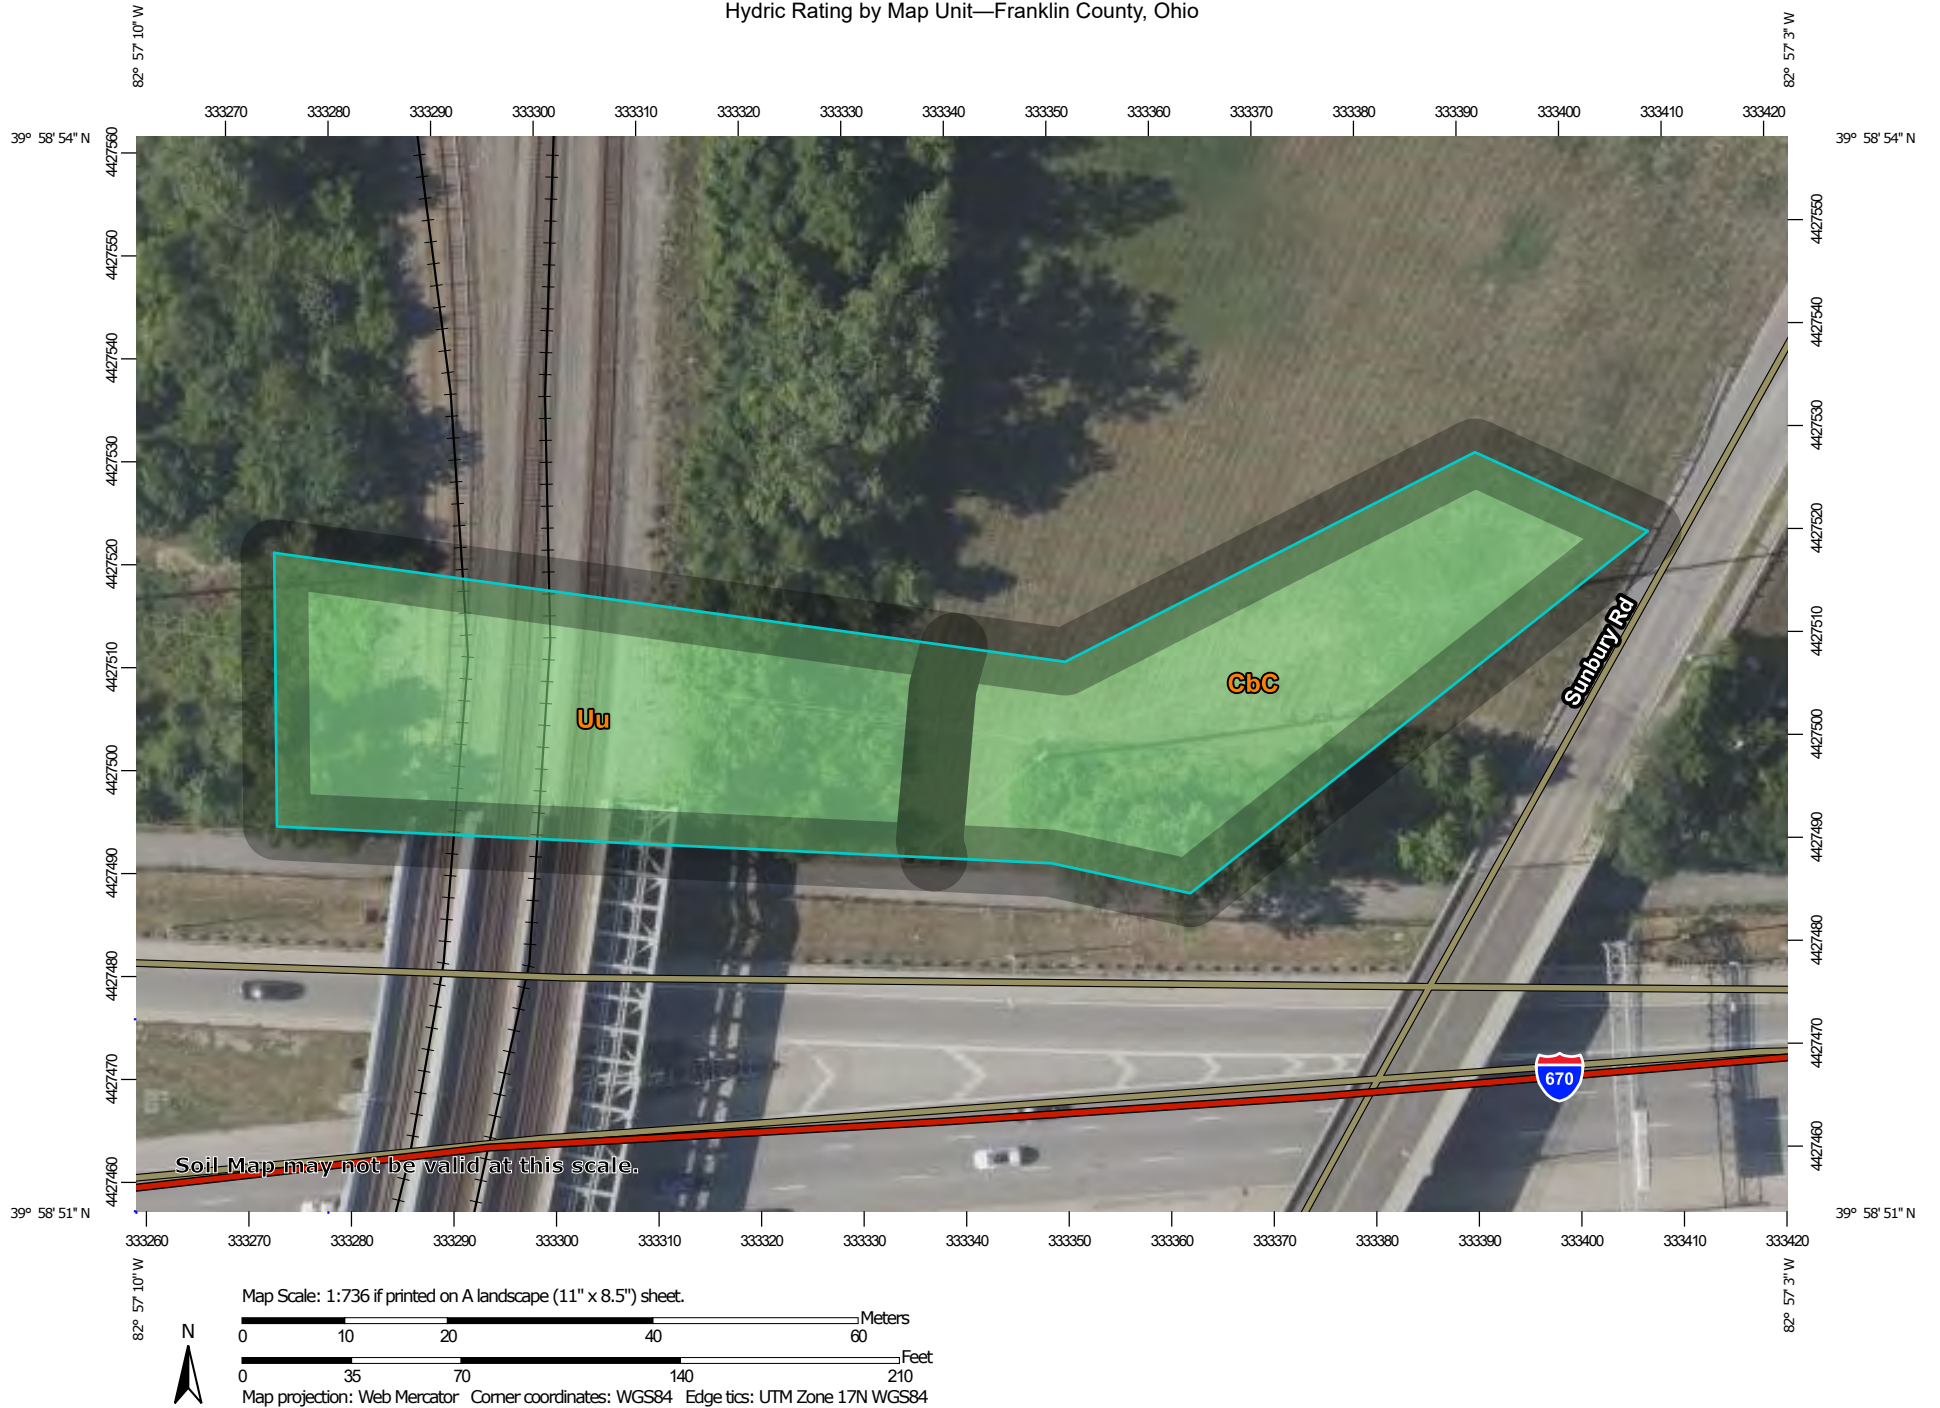 Hydric Rating by Map Unit—Franklin County, Ohio
82° 57' 10'' W
82° 57' 3'' W
333270 333280 333290 333300 333310 333320 333330 333340 333350 333360 333370 333380 333390 333400 333410 333420
39° 58' 54'' N
39° 58' 54'' N
4427560
4427550
4427550
4427540
4427540
4427530
4427530
4427520
4427520
4427510
4427510
4427500
4427500
4427490
4427490
4427480
4427480
4427470
4427470
4427460
4427460
Sunbury Rd
CbC
Uu
670
Soil Map may not be valid at this scale.
39° 58' 51'' N
39° 58' 51'' N
333260 333270 333280 333290 333300 333310 333320 333330 333340 333350 333360 333370 333380 333390 333400 333410 333420
82° 57' 10'' W
82° 57' 3'' W
Map Scale: 1:736 if printed on A landscape (11" x 8.5") sheet.
Meters
0 10 20 40 60
N
Feet
0 35 70 140 210
Map projection: Web Mercator Corner coordinates: WGS84 Edge tics: UTM Zone 17N WGS84